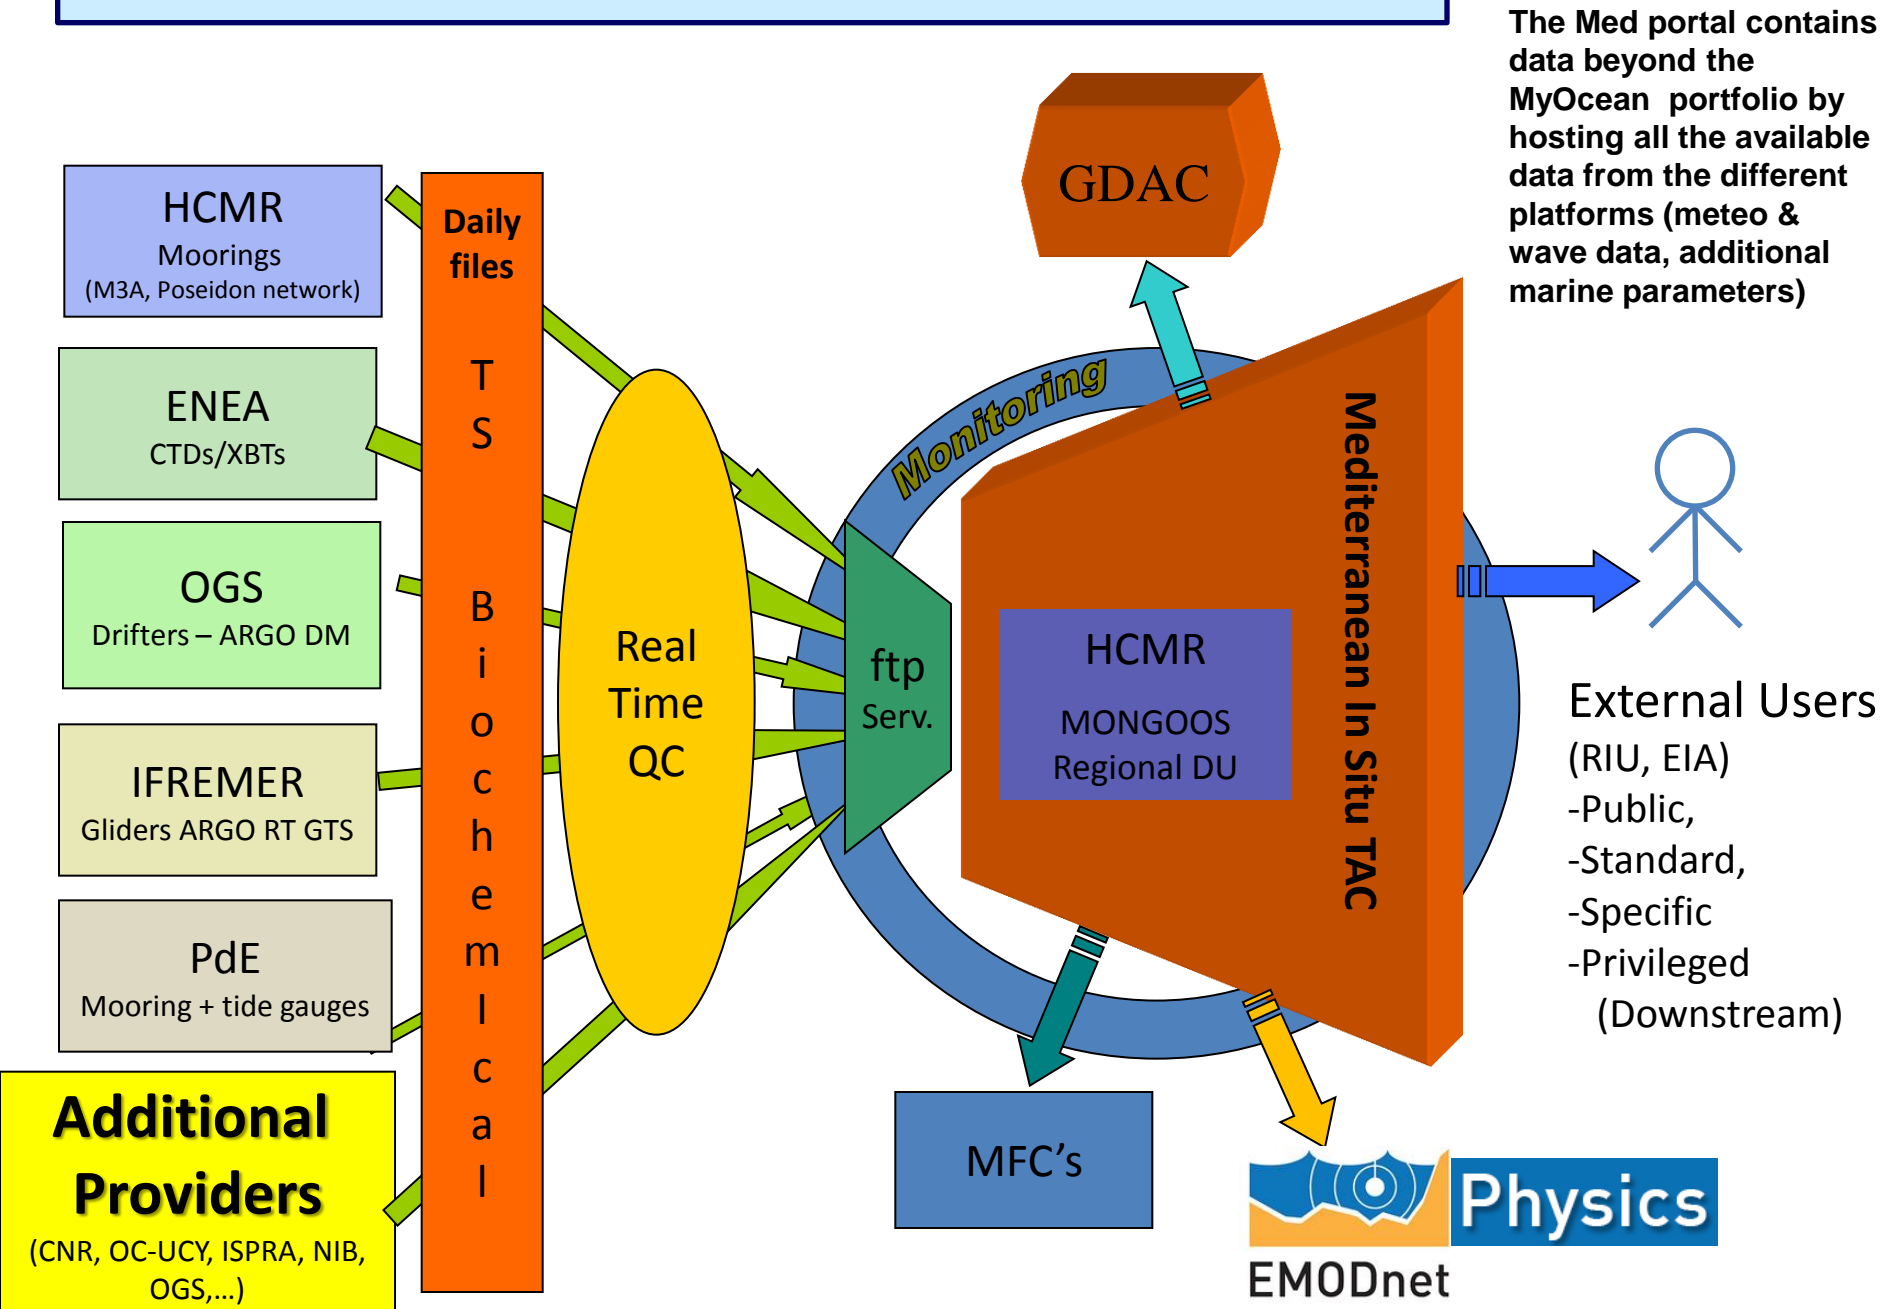 The Med portal contains
data beyond the
MyOcean portfolio by
hosting all the available
data from the different
platforms (meteo &
wave data, additional
marine parameters)
HCMR
Moorings
(M3A, Poseidon network)
ENEA
CTDs/XBTs
OGS
Drifters – ARGO DM
IFREMER
Gliders ARGO RT GTS
PdE
Mooring + tide gauges
Additional
Providers
(CNR, OC-UCY, ISPRA, NIB,
OGS,...)
Daily
files
T
S
B
i
o
c
h
e
m
I
c
a
l
Real
Time
QC
Monitoring
ftp
Serv.
GDAC
HCMR
MONGOOS
Regional DU
Mediterranean In Situ TAC
MFC’s
Physics
EMODnet
External Users
(RIU, EIA)
-Public,
-Standard,
-Specific
-Privileged
(Downstream)